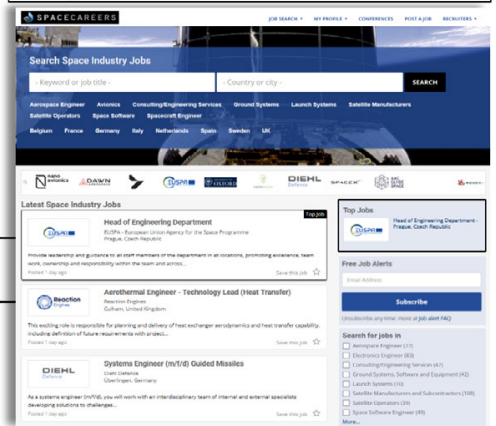 SPACECAREERS
JOB SEARCH MY PROFILE CONFERENCES POST A JOB RECRUITERS
Search Space Industry Jobs
- Keyword or job title -
- Country or city -
SEARCH
Aerospace Engineer Avionics Consulting/Engineering Services Ground Systems Launch Systems Satellite Manufacturers
Satellite Operators Space Software Spacecraft Engineer
Belgium France Germany Italy Netherlands Spain Sweden UK
nano avionics
DAWN
EUSPA
OXFORD
DIEHL Defence
SPACEX
Latest Space Industry Jobs
Top Job
EUSPA
Head of Engineering Department
EUSPA - European Union Agency for the Space Programme
Prague, Czech Republic
Provide leadership and guidance to all staff members of the department in all locations, promoting excellence, team
work, ownership and responsibility within the team and across...
Posted 1 day ago
Save this job
Reaction Engines
Aerothermal Engineer - Technology Lead (Heat Transfer)
Reaction Engines
Culham, United Kingdom
This exciting role is responsible for planning and delivery of heat exchanger aerodynamics and heat transfer capability,
including definition of future requirements and project...
Posted 1 day ago
Save this job
DIEHL Defence
Systems Engineer (m/f/d) Guided Missiles
Diehl Defence
Überlingen, Germany
As a systems engineer (m/f/d), you will work with an interdisciplinary team of internal and external specialists
developing solutions to challenges...
Posted 1 day ago
Save this job
Top Jobs
EUSPA
Head of Engineering Department -
Prague, Czech Republic
Free Job Alerts
Email Address
Subscribe
Unsubscribe any time: more at Job alert FAQ
Search for jobs in
Aerospace Engineer (77)
Electronics Engineer (83)
Consulting/Engineering Services (47)
Ground Systems, Software and Equipment (42)
Launch Systems (10)
Satellite Manufacturers and Subcontractors (108)
Satellite Operators (39)
Space Software Engineer (49)
More...